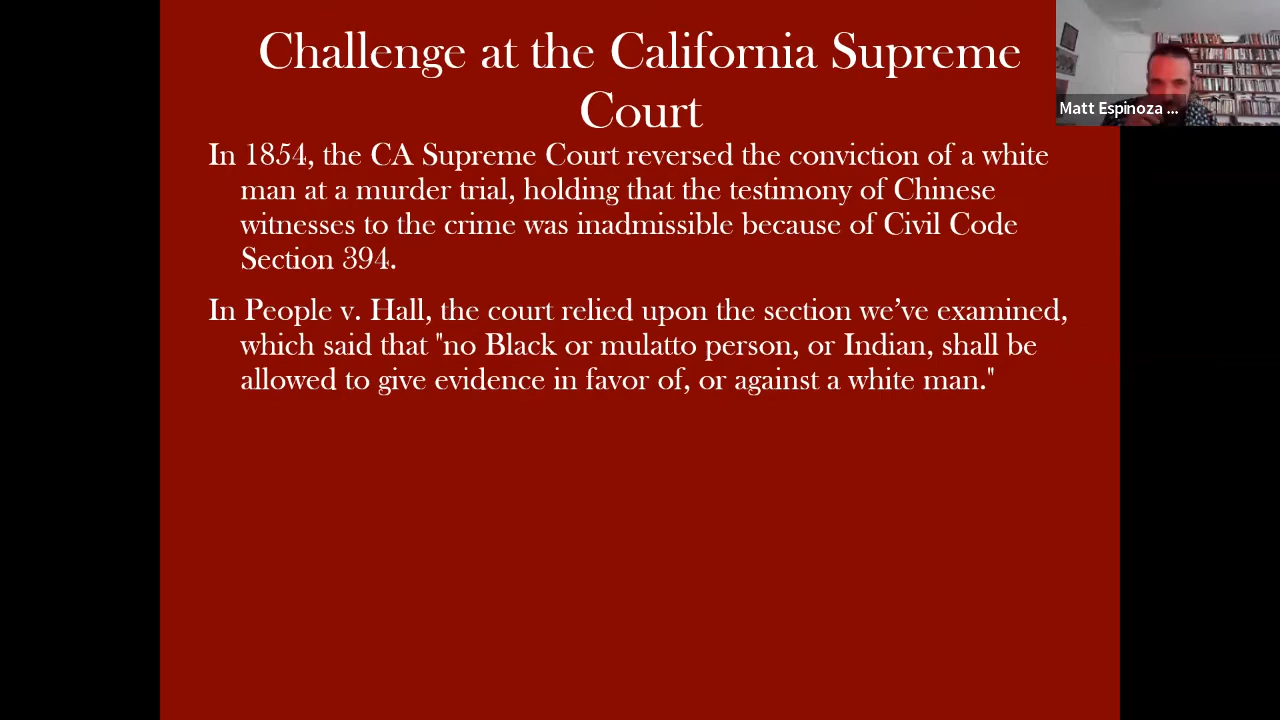 Challenge at the California Supreme
Court
Matt Espinoza ...
In 1854, the CA Supreme Court reversed the conviction of a white
man at a murder trial, holding that the testimony of Chinese
witnesses to the crime was inadmissible because of Civil Code
Section 394.
In People v. Hall, the court relied upon the section we’ve examined,
which said that "no Black or mulatto person, or Indian, shall be
allowed to give evidence in favor of, or against a white man."